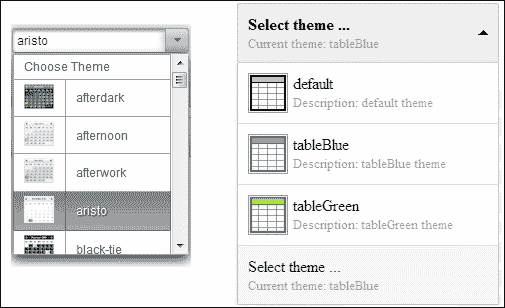 aristo
Choose Theme
afterdark
afternoon
afterwork
aristo
black-tie
Select theme ...
Current theme: tableBlue
default
Description: default theme
tableBlue
Description: tableBlue theme
tableGreen
Description: tableGreen theme
Select theme ...
Current theme: tableBlue